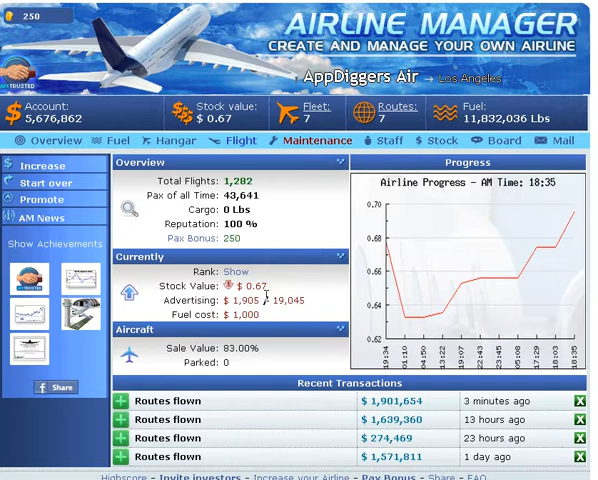 250
AIRLINE MANAGER
CREATE AND MANAGE YOUR OWN AIRLINE
TRUSTED
AppDiggers Air → Los Angeles
Account:
5,676,862
Stock value:
$ 0.67
Fleet:
7
Routes:
7
Fuel:
11,832,036 Lbs
Overview Fuel Hangar Flight Maintenance Staff $ Stock Board Mail
Increase
Start over
Promote
AM News
Show Achievements
Share
Overview
Total Flights: 1,282
Pax of all Time: 43,641
Cargo: 0 Lbs
Reputation: 100 %
Pax Bonus: 250
Currently
Rank: Show
Stock Value: $ 0.67
Advertising: $ 1,905 / 19,045
Fuel cost: $ 1,000
Aircraft
Sale Value: 83.00%
Parked: 0
Progress
Airline Progress - AM Time: 18:35
0.70
0.68
0.66
0.64
0.62
19:34
01:10
04:50
13:22
19:07
22:43
23:45
05:08
17:29
18:03
18:35
Recent Transactions
Routes flown $ 1,901,654 3 minutes ago X
Routes flown $ 1,639,360 13 hours ago X
Routes flown $ 274,469 23 hours ago X
Routes flown $ 1,571,811 1 day ago X
Highscore - Invite investors - Increase your Airline - Pax Bonus - Share - FAQ